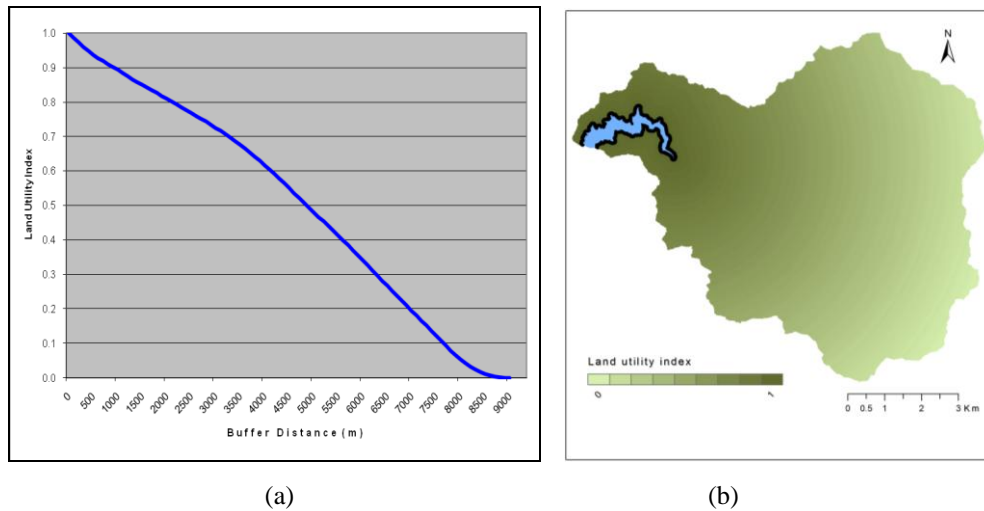 1.0
0.9
0.8
0.7
0.6
0.5
0.4
0.3
0.2
0.1
0.0
Land Utility Index
0 500 1000 1500 2000 2500 3000 3500 4000 4500 5000 5500 6000 6500 7000 7500 8000 8500 9000
Buffer Distance (m)
(a)
N
Land utility index
0 1
0 0.5 1 2 3 Km
(b)